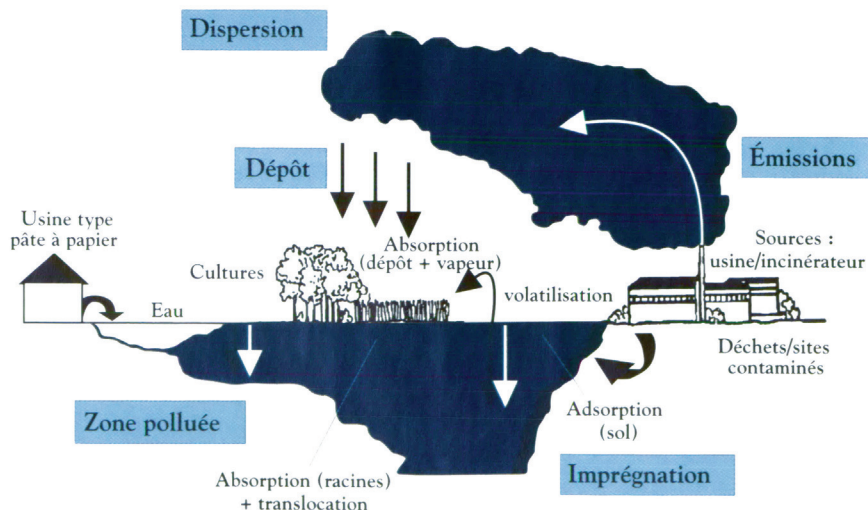 Dispersion
Dépôt
Émissions
Usine type
pâte à papier
Sources :
usine/incinérateur
Absorption
(dépôt + vapeur)
Cultures
volatilisation
Eau
Déchets/sites
contaminés
Zone polluée
Adsorption
(sol)
Absorption (racines)
+ translocation
Imprégnation